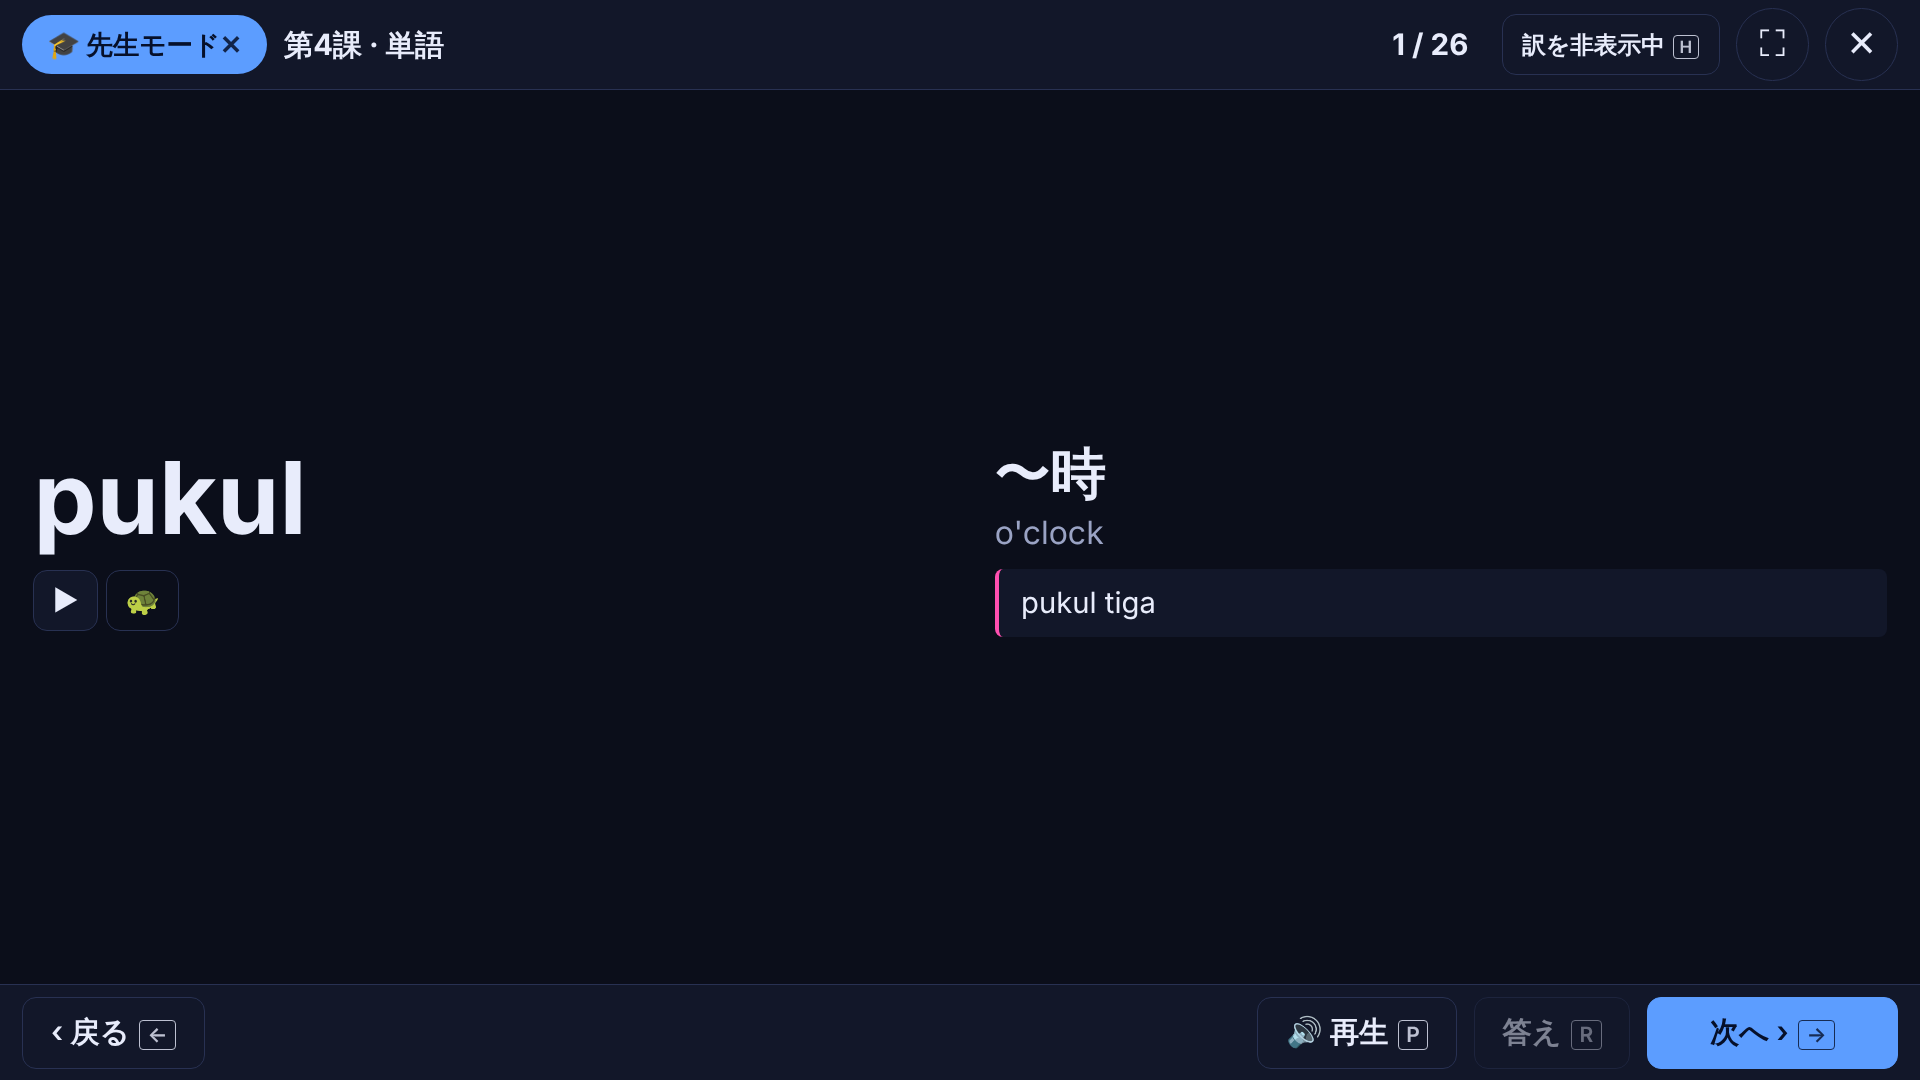 🎓 先生モード✕
第4課 · 単語
1 / 26
訳を非表示中 H
✕
pukul
〜時
o'clock
pukul tiga
‹ 戻る ←
🔊 再生 P
答え R
次へ › →